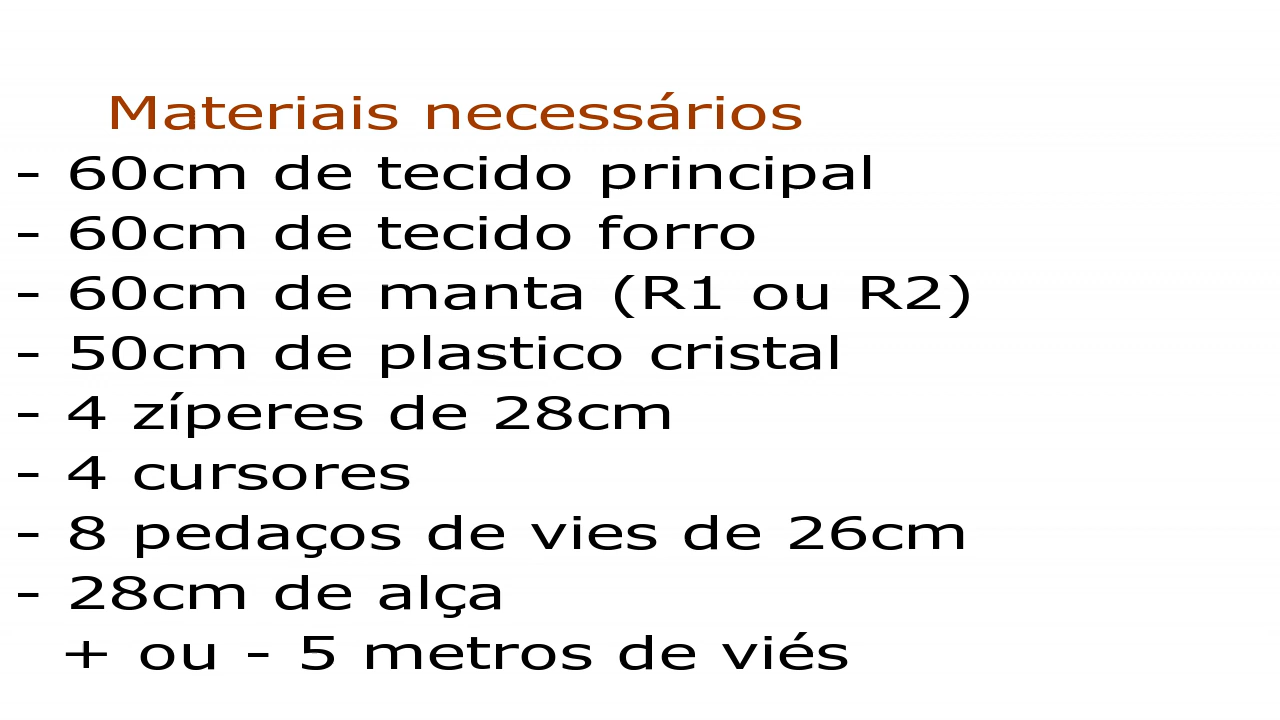 Materiais necessários
- 60cm de tecido principal
- 60cm de tecido forro
- 60cm de manta (R1 ou R2)
- 50cm de plastico cristal
- 4 zíperes de 28cm
- 4 cursores
- 8 pedaços de vies de 26cm
- 28cm de alça
+ ou - 5 metros de viés